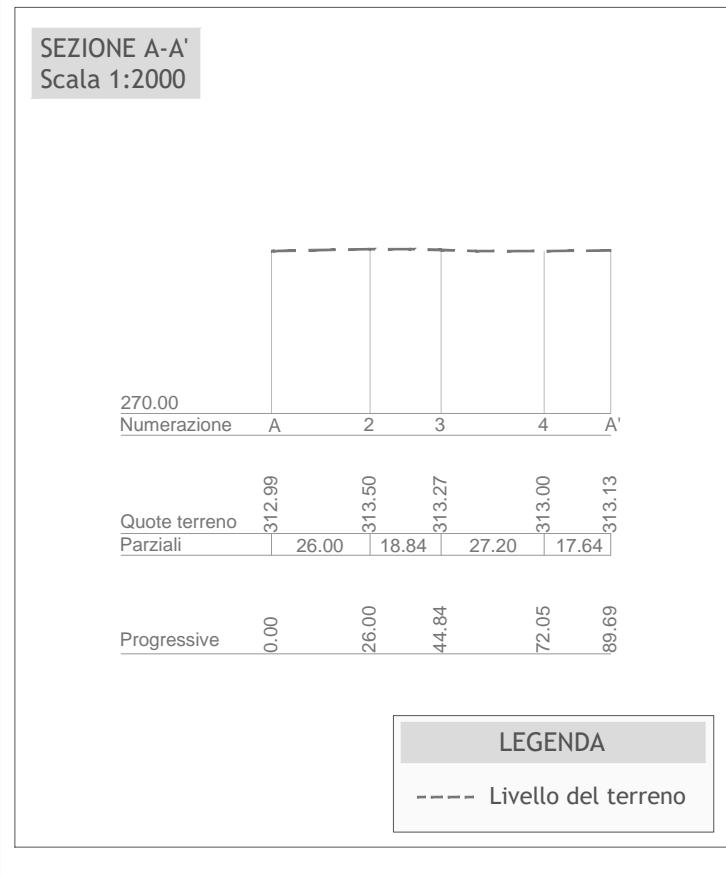 SEZIONE A-A'
Scala 1:2000
270.00
Numerazione A 2 3 4 A'
Quote terreno 312.99 313.50 313.27 313.00 313.13
Parziali 26.00 18.84 27.20 17.64
Progressive 0.00 26.00 44.84 72.05 89.69
LEGENDA
Livello del terreno